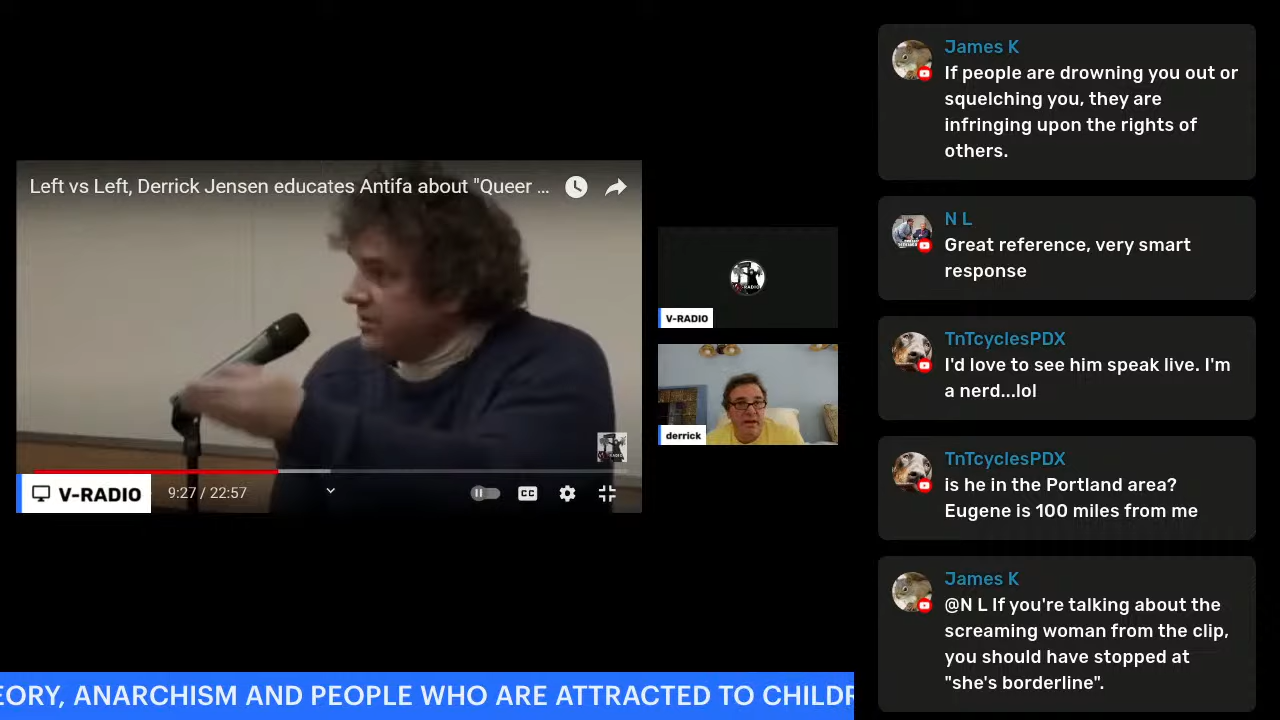 Left vs Left, Derrick Jensen educates Antifa about "Queer ...
V-RADIO
9:27 / 22:57
CC
V-RADIO
derrick
EORY, ANARCHISM AND PEOPLE WHO ARE ATTRACTED TO CHILDR
James K
If people are drowning you out or
squelching you, they are
infringing upon the rights of
others.
N L
Great reference, very smart
response
TnTcyclesPDX
I'd love to see him speak live. I'm
a nerd...lol
TnTcyclesPDX
is he in the Portland area?
Eugene is 100 miles from me
James K
@N L If you're talking about the
screaming woman from the clip,
you should have stopped at
"she's borderline".